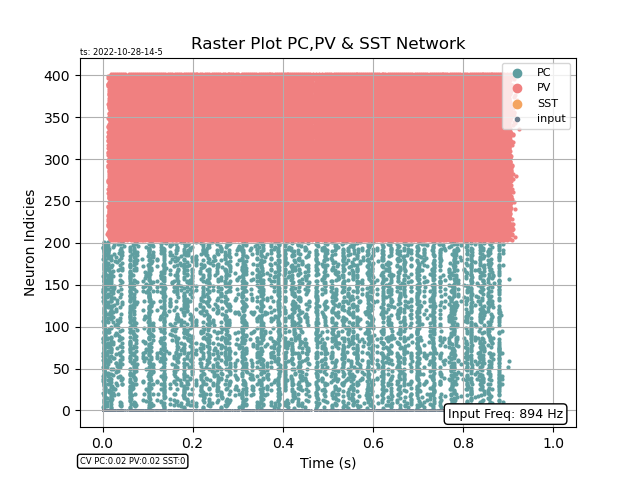 ts: 2022-10-28-14-5
Raster Plot PC,PV & SST Network
PC
PV
SST
input
400
350
300
250
200
150
100
50
0
Neuron Indicies
Input Freq: 894 Hz
0.0 0.2 0.4 0.6 0.8 1.0
Time (s)
CV PC:0.02 PV:0.02 SST:0